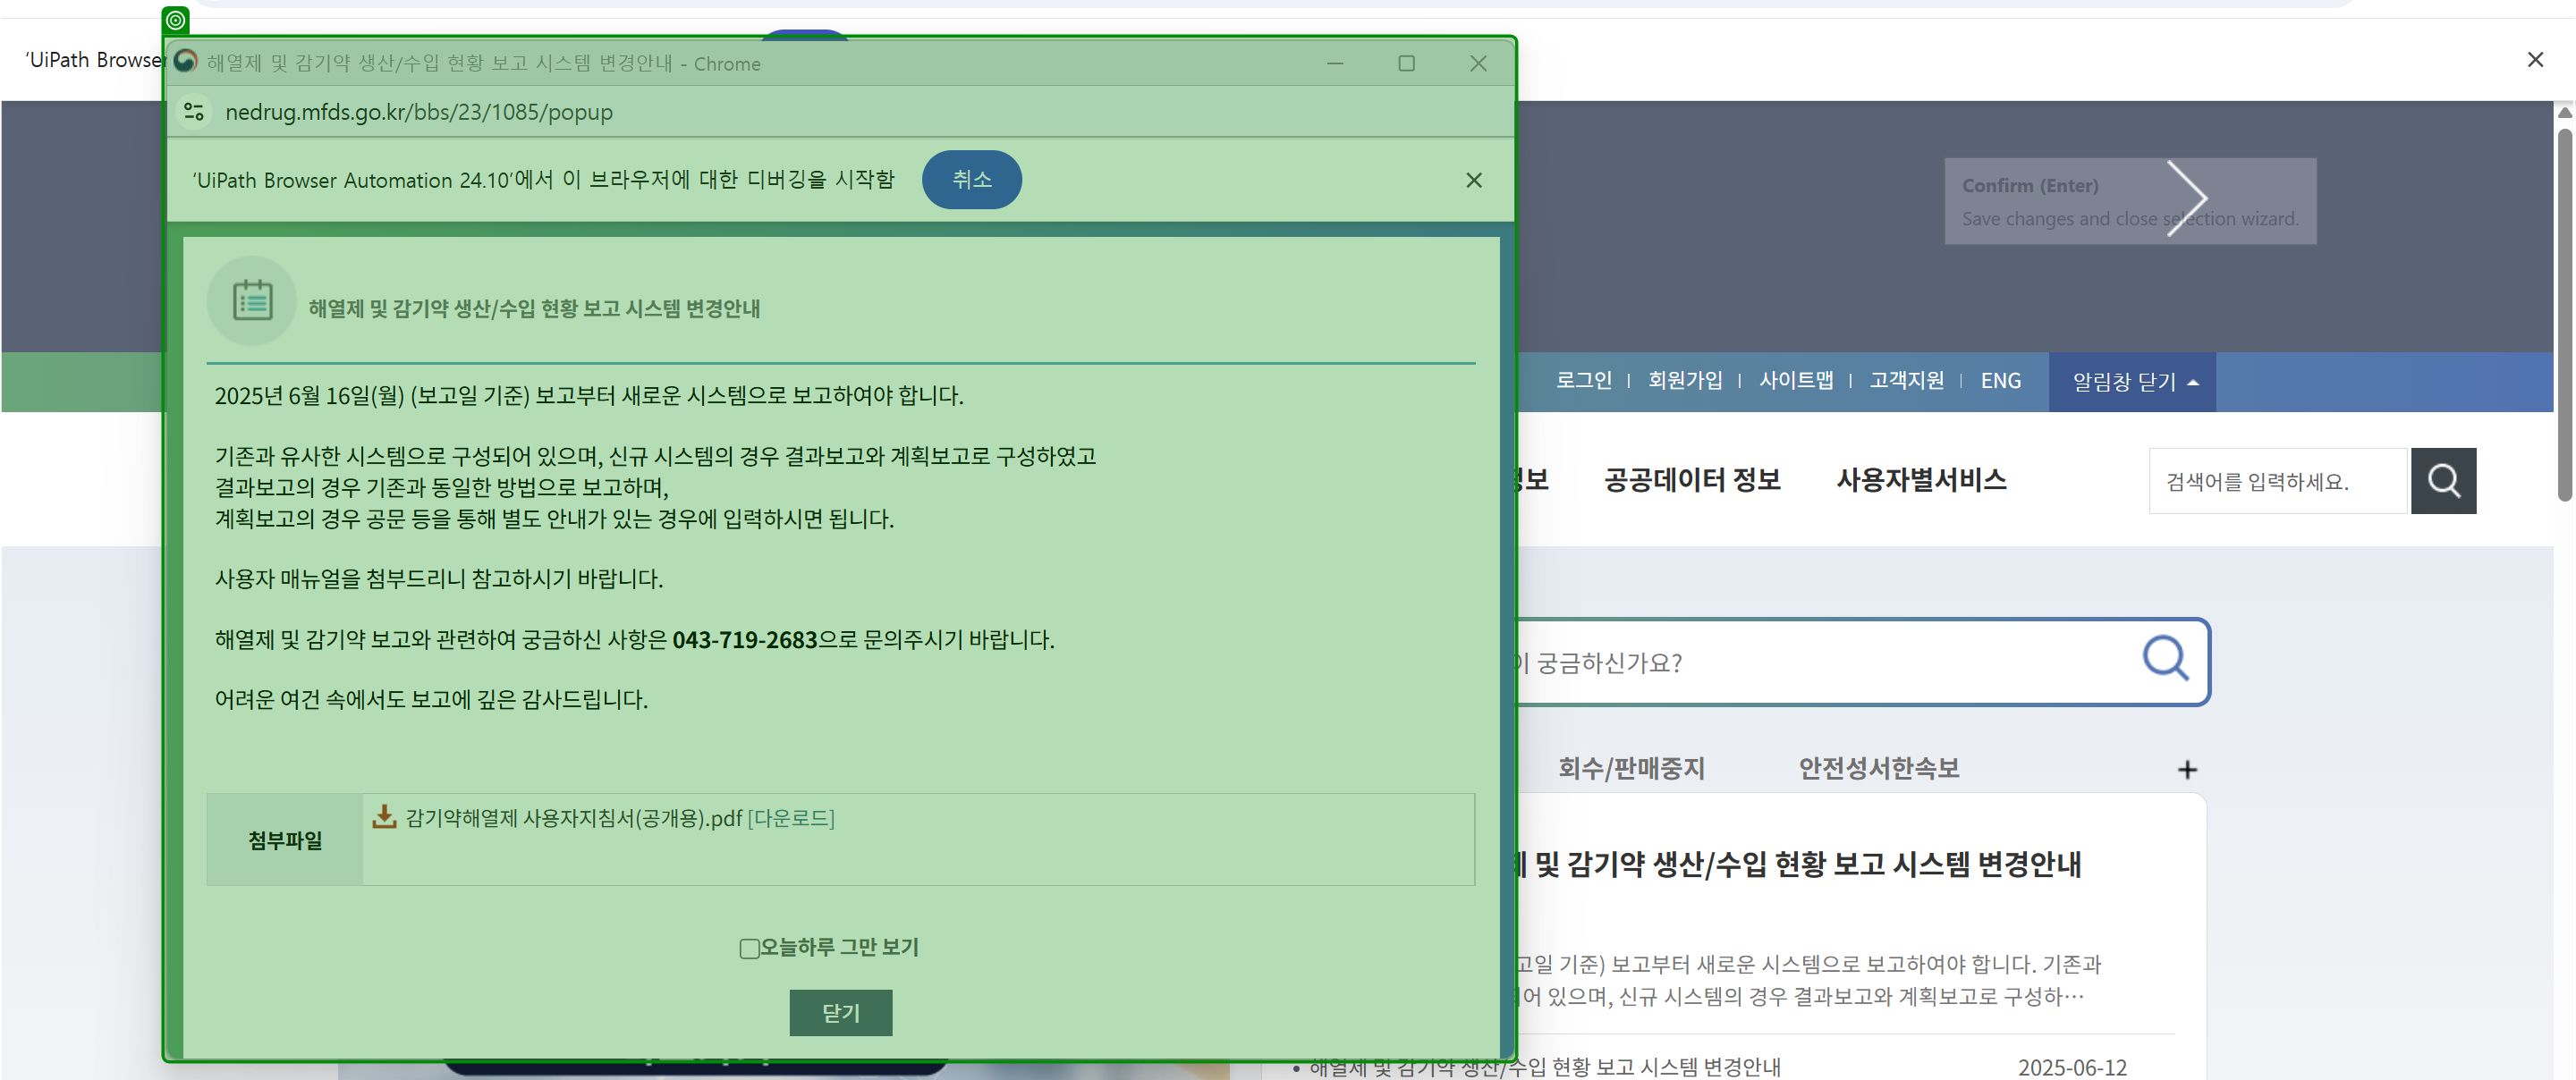 ‘UiPath Browser
해열제 및 감기약 생산/수입 현황 보고 시스템 변경안내 - Chrome
nedrug.mfds.go.kr/bbs/23/1085/popup
‘UiPath Browser Automation 24.10’에서 이 브라우저에 대한 디버깅을 시작함
취소
해열제 및 감기약 생산/수입 현황 보고 시스템 변경안내
2025년 6월 16일(월) (보고일 기준) 보고부터 새로운 시스템으로 보고하여야 합니다.
기존과 유사한 시스템으로 구성되어 있으며, 신규 시스템의 경우 결과보고와 계획보고로 구성하였고
결과보고의 경우 기존과 동일한 방법으로 보고하며,
계획보고의 경우 공문 등을 통해 별도 안내가 있는 경우에 입력하시면 됩니다.
사용자 매뉴얼을 첨부드리니 참고하시기 바랍니다.
해열제 및 감기약 보고와 관련하여 궁금하신 사항은 043-719-2683으로 문의주시기 바랍니다.
어려운 여건 속에서도 보고에 깊은 감사드립니다.
첨부파일
감기약해열제 사용자지침서(공개용).pdf [다운로드]
오늘하루 그만 보기
닫기
Confirm (Enter)
Save changes and close selection wizard.
로그인 | 회원가입 | 사이트맵 | 고객지원 | ENG
알림창 닫기
정보 공공데이터 정보 사용자별서비스
검색어를 입력하세요.
이 궁금하신가요?
회수/판매중지 안전성서한속보 +
및 감기약 생산/수입 현황 보고 시스템 변경안내
고일 기준) 보고부터 새로운 시스템으로 보고하여야 합니다. 기존과
어 있으며, 신규 시스템의 경우 결과보고와 계획보고로 구성하…
• 해열제 및 감기약 생산/수입 현황 보고 시스템 변경안내 2025-06-12